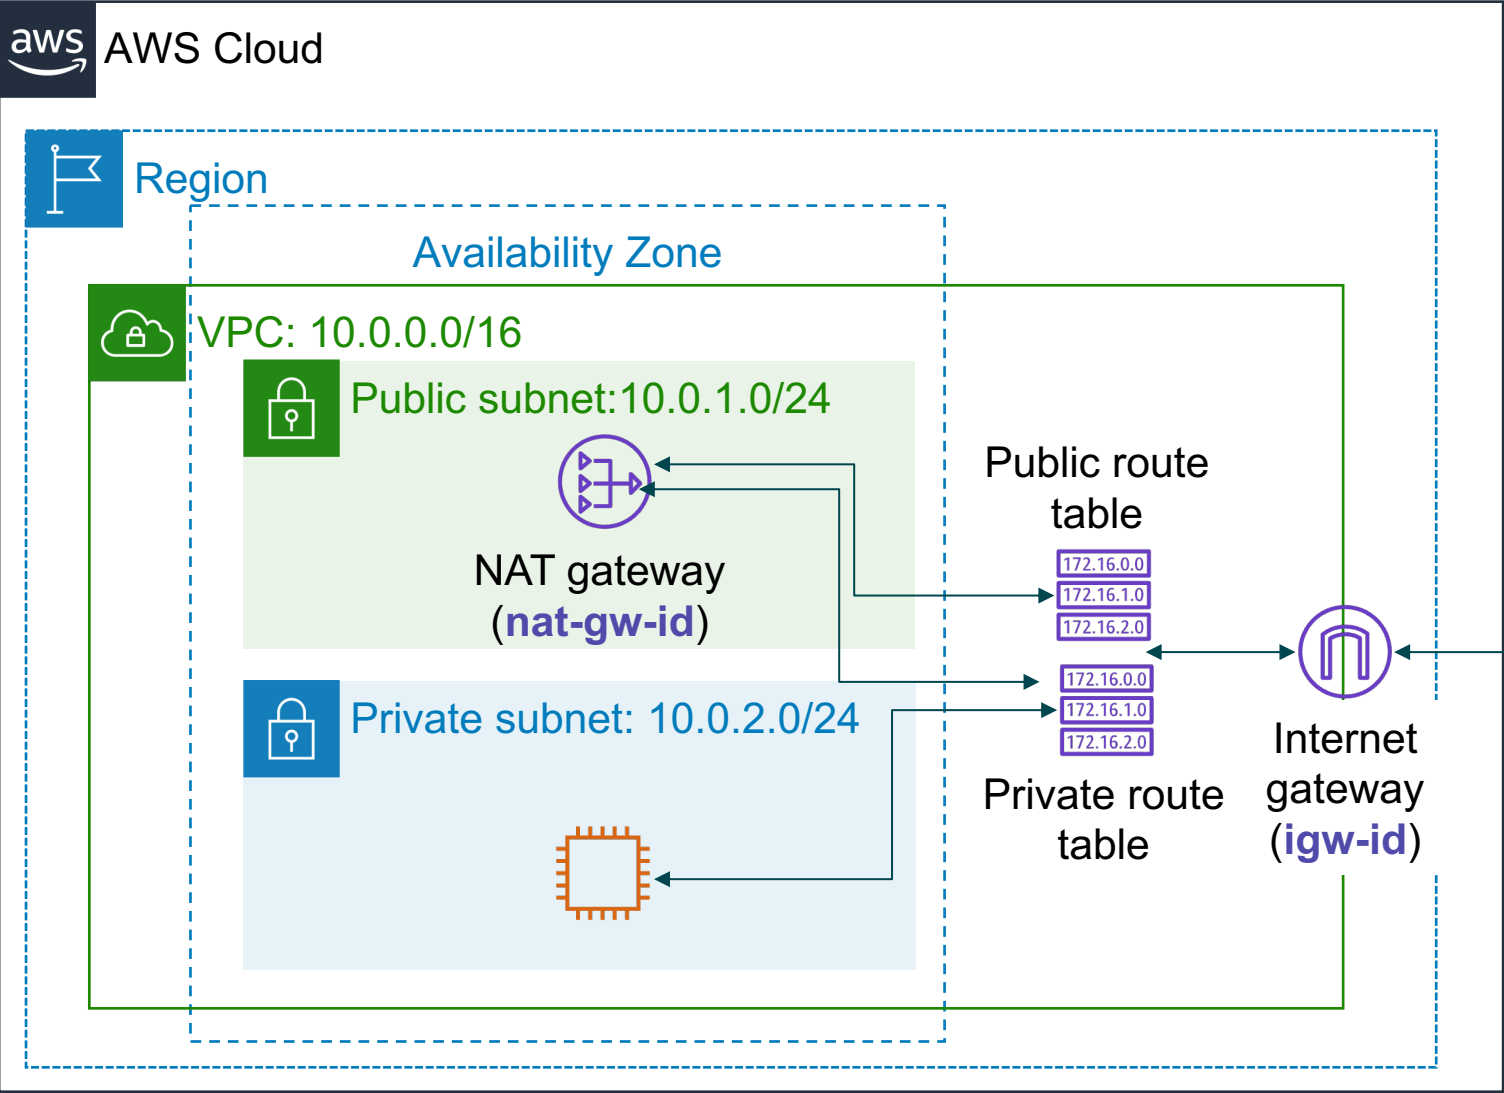 aws
AWS Cloud
Region
Availability Zone
VPC: 10.0.0.0/16
Public subnet:10.0.1.0/24
NAT gateway
(nat-gw-id)
Public route
table
172.16.0.0
172.16.1.0
172.16.2.0
Private subnet: 10.0.2.0/24
172.16.0.0
172.16.1.0
172.16.2.0
Private route
table
Internet
gateway
(igw-id)